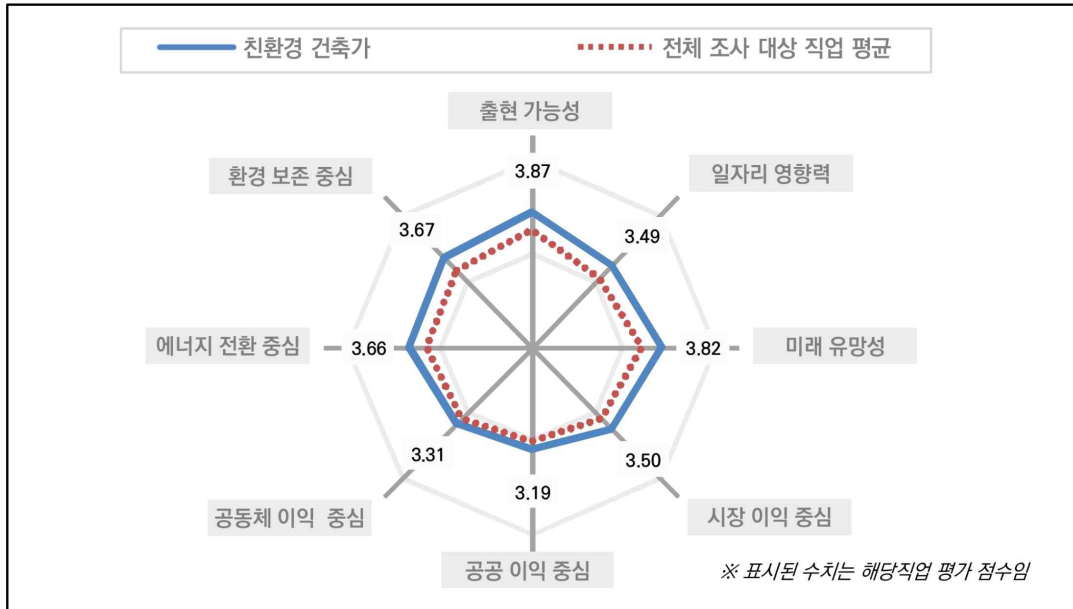 친환경 건축가
전체 조사 대상 직업 평균
출현 가능성
3.87
환경 보존 중심
일자리 영향력
3.67
3.49
에너지 전환 중심
3.66
3.82
미래 유망성
3.31
3.50
3.19
공동체 이익 중심
시장 이익 중심
공공 이익 중심
※ 표시된 수치는 해당직업 평가 점수임